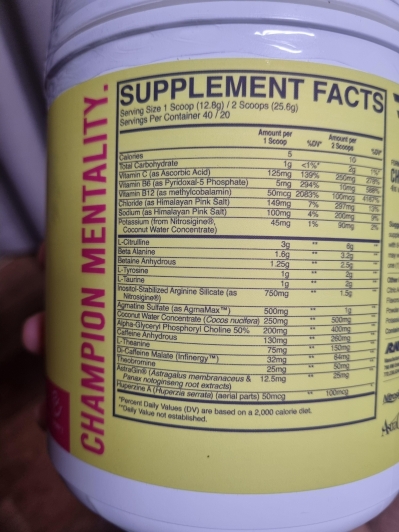 CHAMPION MENTALITY.
SUPPLEMENT FACTS
Serving Size 1 Scoop (12.8g) / 2 Scoops (25.6g)
Servings Per Container 40 / 20
Amount per 1 Scoop %DV* Amount per 2 Scoops %DV*
Calories 5 10
Total Carbohydrate 1g <1%* 2g
Vitamin C (as Ascorbic Acid) 125mg 139% 250mg
Vitamin B6 (as Pyridoxal-5 Phosphate) 5mg 294% 10mg 588%
Vitamin B12 (as methylcobalamin) 50mcg 2083% 100mcg 4167%
Chloride (as Himalayan Pink Salt) 149mg 7% 297mg
Sodium (as Himalayan Pink Salt) 100mg 4% 200mg 9%
Potassium (from Nitrosigine®, 45mg 1% 90mg 2%
Coconut Water Concentrate)
L-Citrulline 3g ** 6g **
Beta Alanine 1.6g ** 3.2g **
Betaine Anhydrous 1.25g ** 2.5g **
L-Tyrosine 1g ** 2g **
L-Taurine 1g ** 2g **
Inositol-Stabilized Arginine Silicate (as 750mg ** 1.5g **
Nitrosigine®)
Agmatine Sulfate (as AgmaMax™) 500mg ** 1g **
Coconut Water Concentrate (Cocos nucifera) 250mg ** 500mg **
Alpha-Glyceryl Phosphoryl Choline 50% 200mg ** 400mg **
Caffeine Anhydrous 130mg ** 260mg **
L-Theanine 75mg ** 150mg **
Di-Caffeine Malate (Infinergy™) 32mg ** 64mg **
Theobromine 25mg ** 50mg **
AstraGin® (Astragalus membranaceus & 12.5mg ** 25mg **
Panax notoginseng root extracts)
Huperzine A (Huperzia serrata) (aerial parts) 50mcg ** 100mcg **
*Percent Daily Values (DV) are based on a 2,000 calorie diet.
**Daily Value not established.